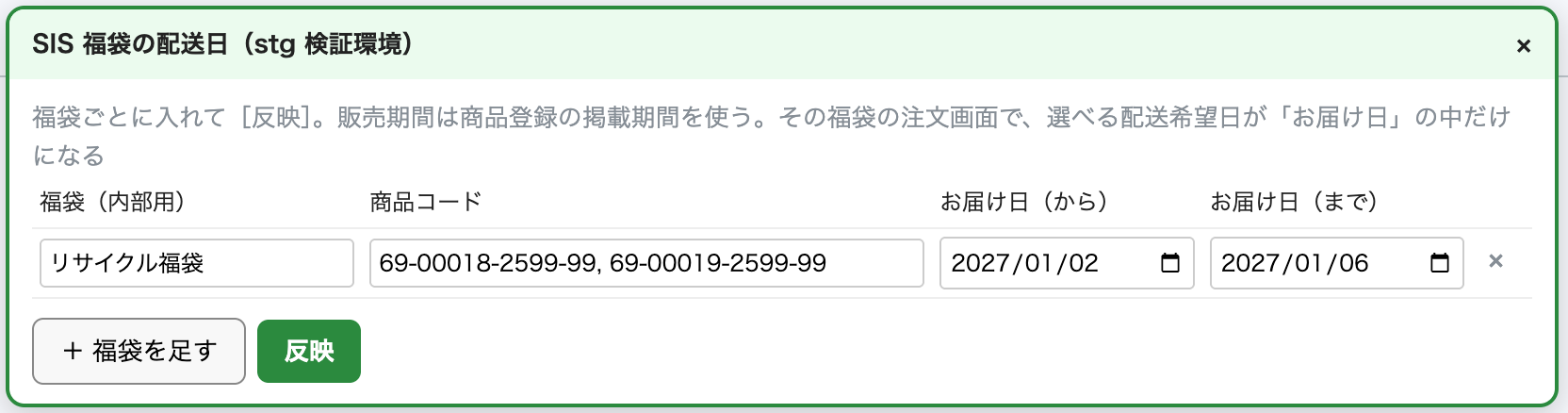 SIS 福袋の配送日（stg 検証環境）
×
福袋ごとに入れて［反映］。販売期間は商品登録の掲載期間を使う。その福袋の注文画面で、選べる配送希望日が「お届け日」の中だけ
になる
福袋（内部用） 商品コード お届け日（から） お届け日（まで）
リサイクル福袋 69-00018-2599-99, 69-00019-2599-99 2027/01/02 2027/01/06 ×
＋ 福袋を足す 反映